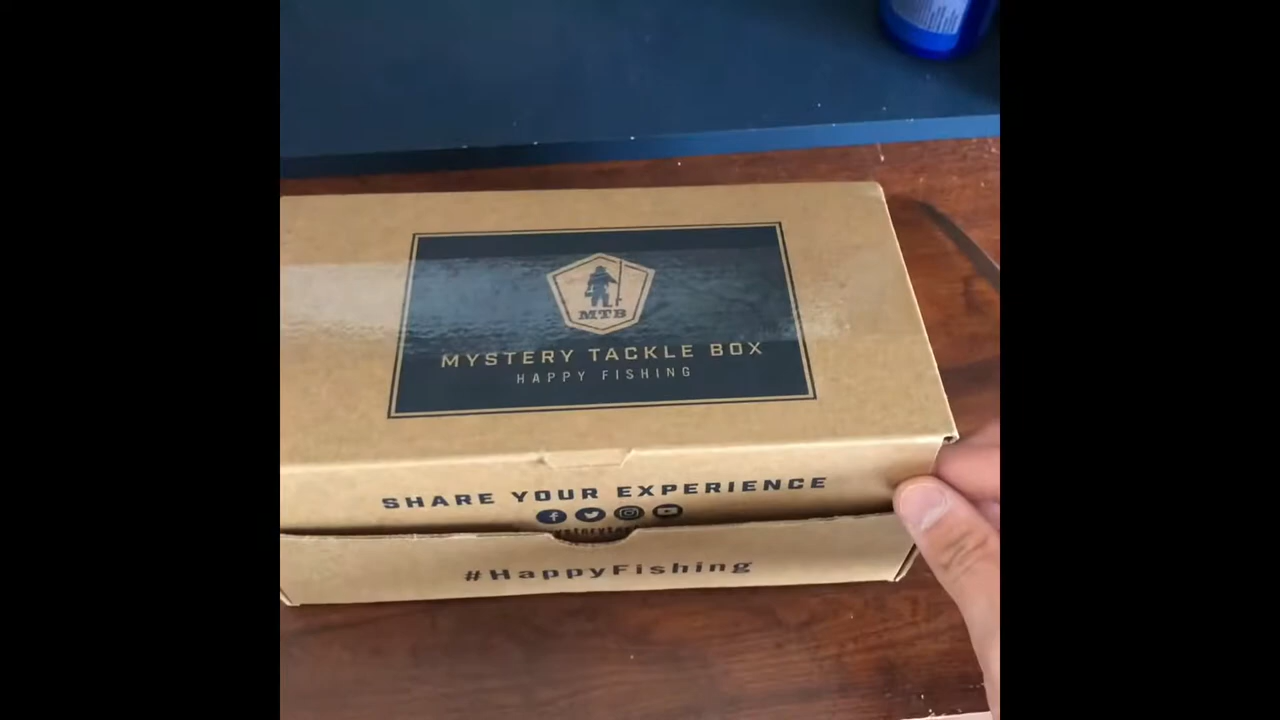 MTB
MYSTERY TACKLE BOX
HAPPY FISHING
SHARE YOUR EXPERIENCE
#HappyFishing